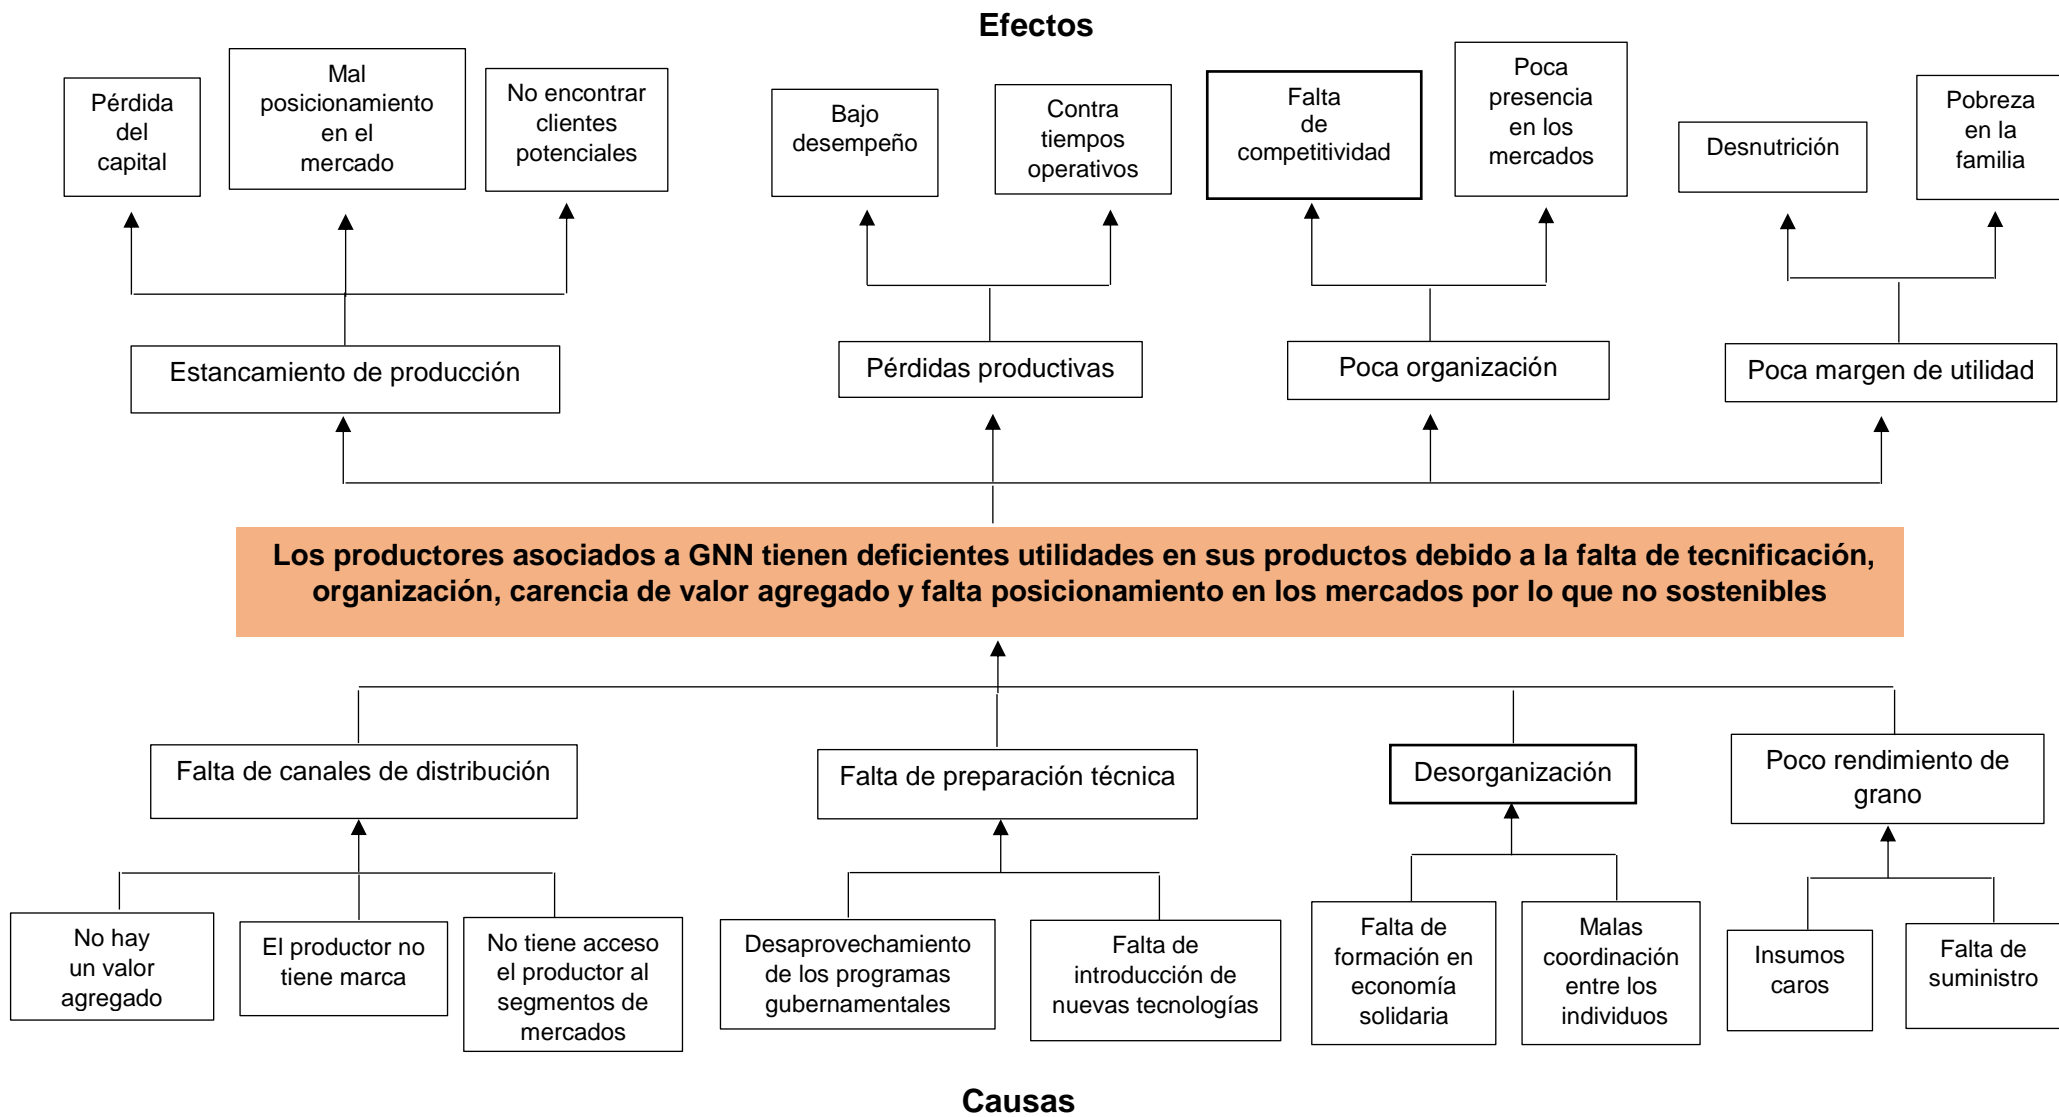 Efectos
Pérdida
del
capital
Mal
posicionamiento
en el
mercado
No encontrar
clientes
potenciales
Bajo
desempeño
Contra
tiempos
operativos
Falta
de
competitividad
Poca
presencia
en los
mercados
Desnutrición
Pobreza
en la
familia
Estancamiento de producción
Pérdidas productivas
Poca organización
Poca margen de utilidad
Los productores asociados a GNN tienen deficientes utilidades en sus productos debido a la falta de tecnificación,
organización, carencia de valor agregado y falta posicionamiento en los mercados por lo que no sostenibles
Falta de canales de distribución
Falta de preparación técnica
Desorganización
Poco rendimiento de
grano
No hay
un valor
agregado
El productor no
tiene marca
No tiene acceso
el productor al
segmentos de
mercados
Desaprovechamiento
de los programas
gubernamentales
Falta de
introducción de
nuevas tecnologías
Falta de
formación en
economía
solidaria
Malas
coordinación
entre los
individuos
Insumos
caros
Falta de
suministro
Causas